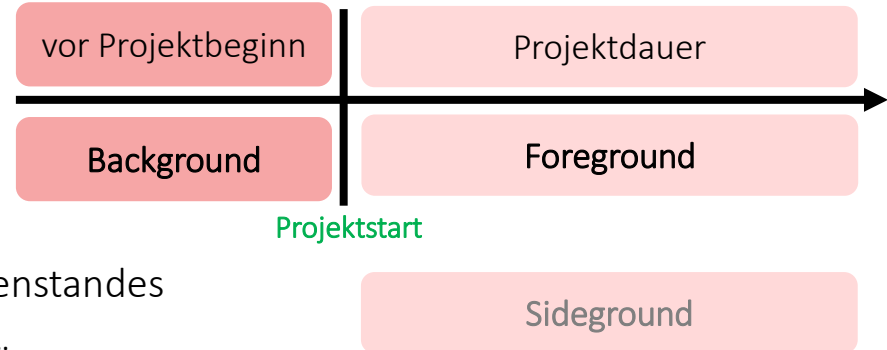 vor Projektbeginn
Projektdauer
Background
Foreground
Projektstart
enstandes
Sideground